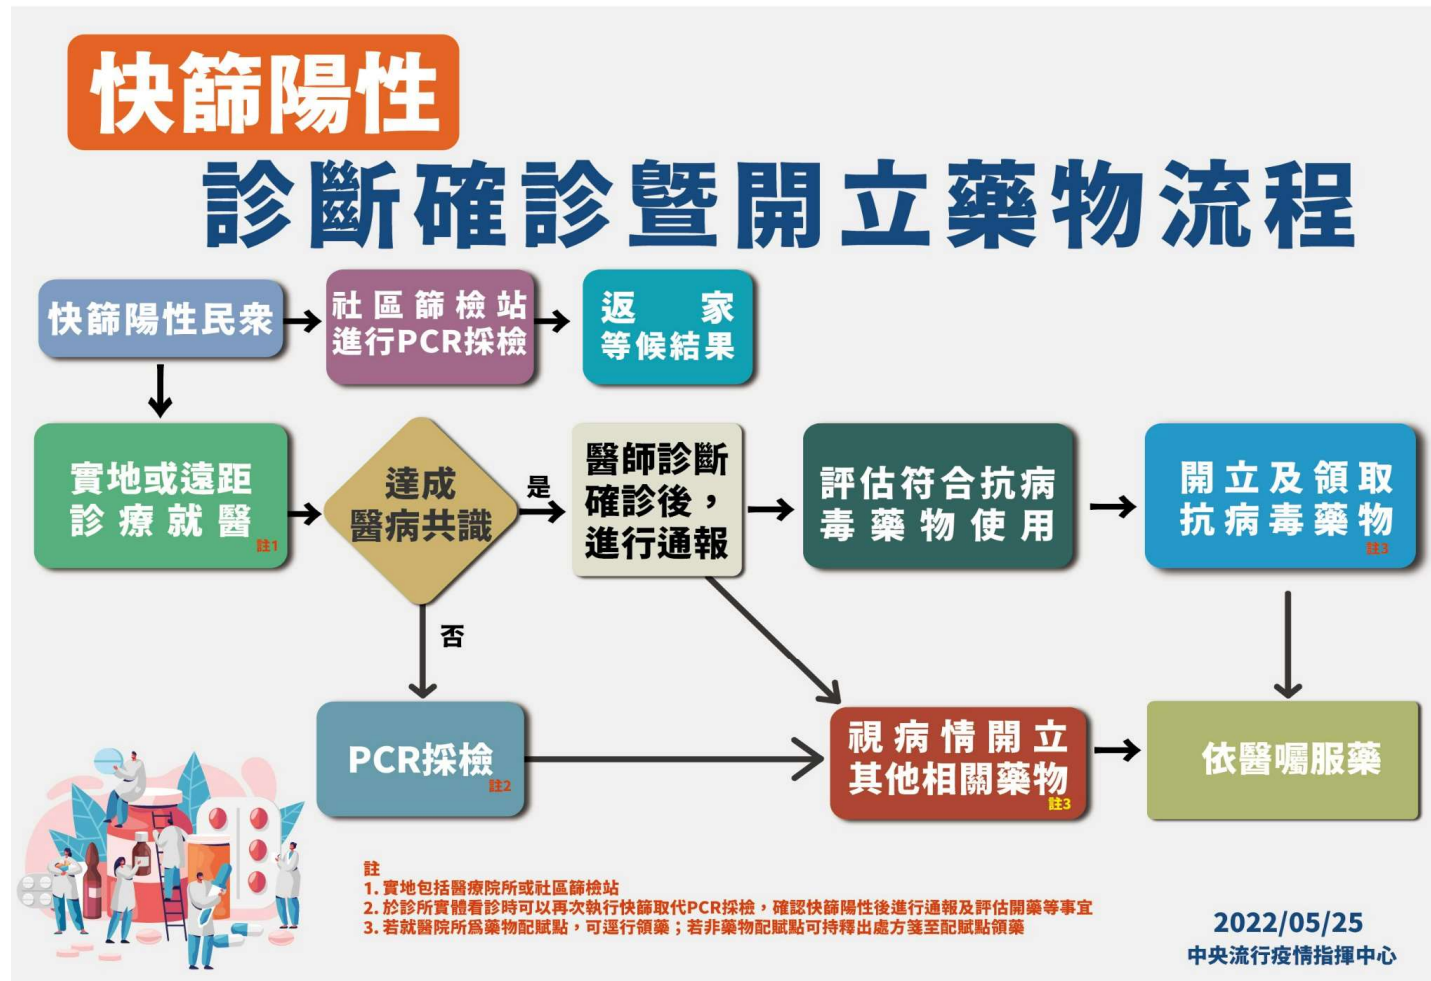 快篩陽性
診斷確診暨開立藥物流程
快篩陽性民眾
社區篩檢站
進行PCR採檢
返家
等候結果
實地或遠距
診療就醫
註1
達成
醫病共識
是
否
醫師診斷
確診後，
進行通報
評估符合抗病
毒藥物使用
開立及領取
抗病毒藥物
註3
PCR採檢
註2
視病情開立
其他相關藥物
註3
依醫囑服藥
註
1. 實地包括醫療院所或社區篩檢站
2. 於診所實體看診時可以再次執行快篩取代PCR採檢，確認快篩陽性後進行通報及評估開藥等事宜
3. 若就醫院所為藥物配賦點，可逕行領藥；若非藥物配賦點可持釋出處方箋至配賦點領藥
2022/05/25
中央流行疫情指揮中心